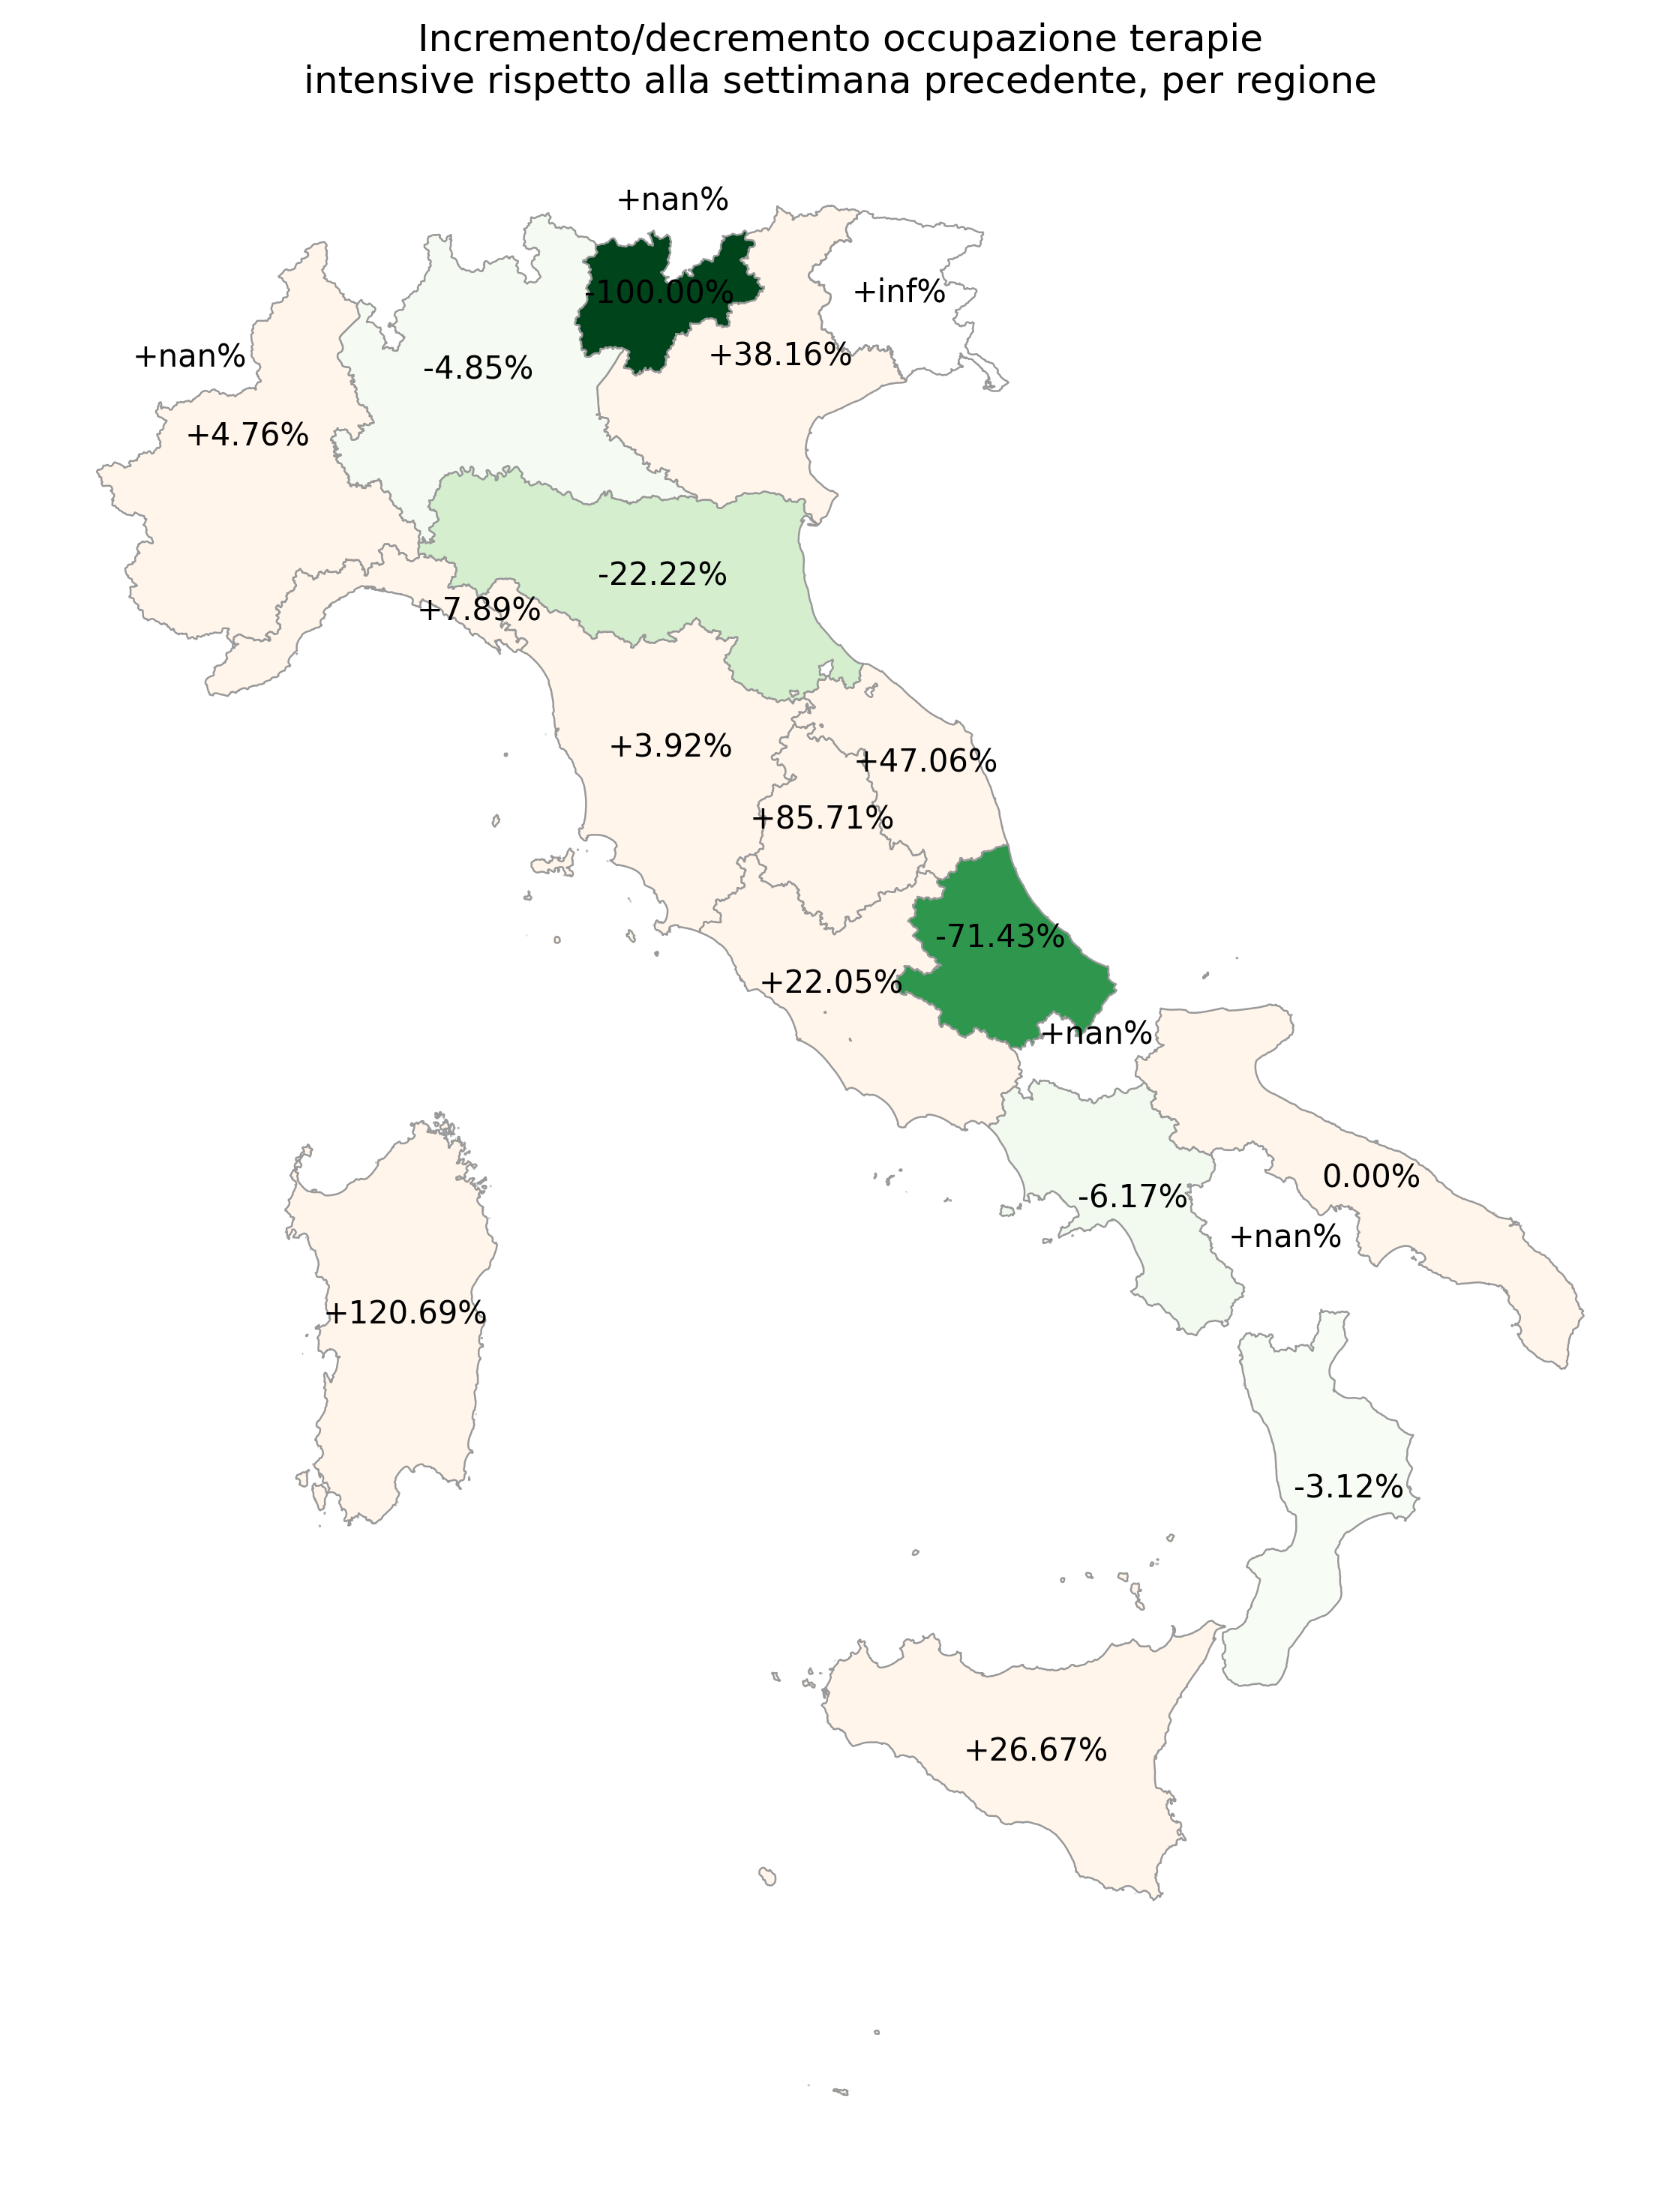 Incremento/decremento occupazione terapie
intensive rispetto alla settimana precedente, per regione
+nan%
-100.00%
+inf%
+38.16%
+nan%
-4.85%
+4.76%
-22.22%
+7.89%
+3.92%
+47.06%
+85.71%
-71.43%
+22.05%
+nan%
0.00%
-6.17%
+nan%
+120.69%
-3.12%
+26.67%